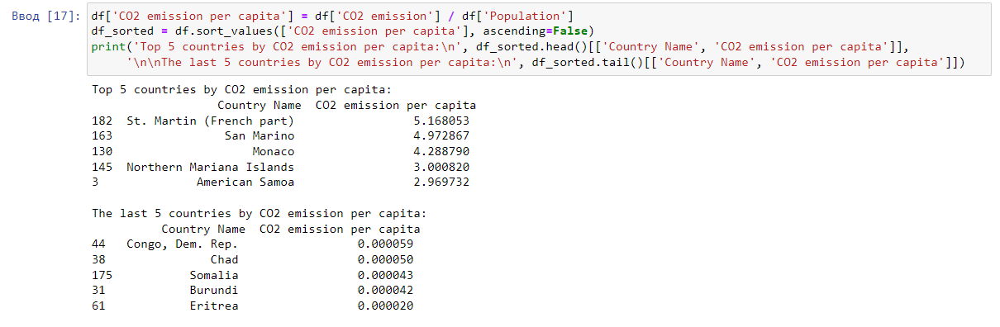 Ввод [17]: df['CO2 emission per capita'] = df['CO2 emission'] / df['Population']
df_sorted = df.sort_values(['CO2 emission per capita'], ascending=False)
print('Top 5 countries by CO2 emission per capita:\n', df_sorted.head()[['Country Name', 'CO2 emission per capita']],
'\n\nThe last 5 countries by CO2 emission per capita:\n', df_sorted.tail()[['Country Name', 'CO2 emission per capita']])
Top 5 countries by CO2 emission per capita:
Country Name CO2 emission per capita
182 St. Martin (French part) 5.168053
163 San Marino 4.972867
130 Monaco 4.288790
145 Northern Mariana Islands 3.000820
3 American Samoa 2.969732
The last 5 countries by CO2 emission per capita:
Country Name CO2 emission per capita
44 Congo, Dem. Rep. 0.000059
38 Chad 0.000050
175 Somalia 0.000043
31 Burundi 0.000042
61 Eritrea 0.000020